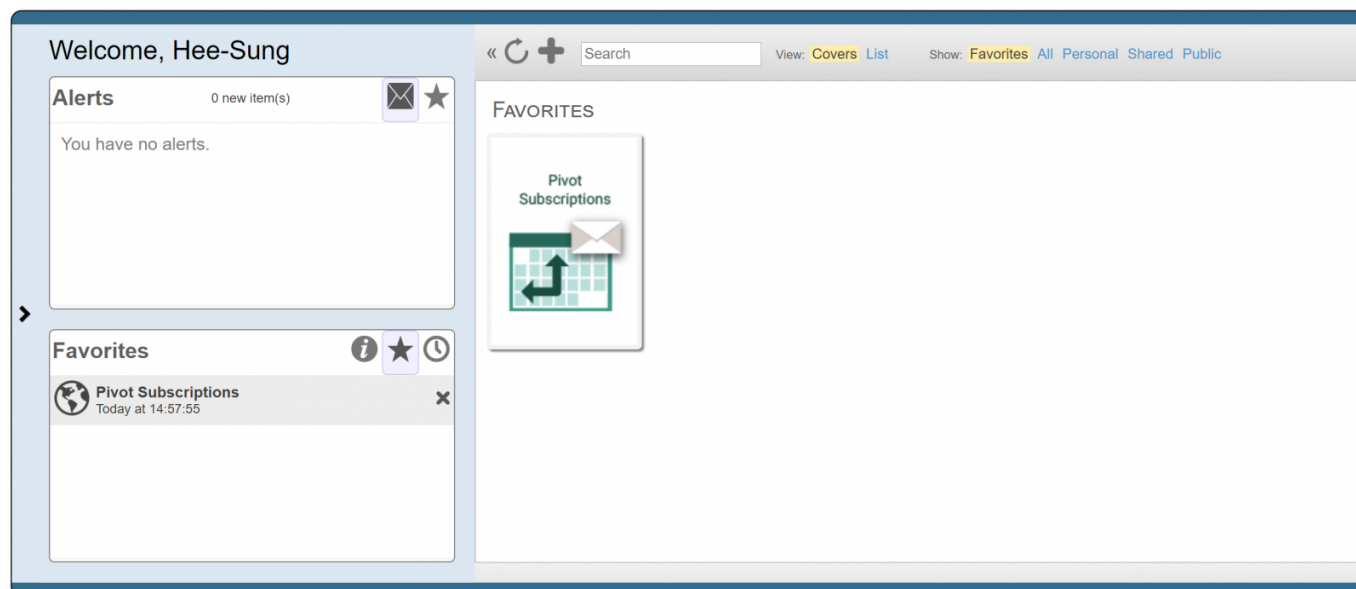 Welcome, Hee-Sung
Alerts 0 new item(s)
You have no alerts.
Favorites
Pivot Subscriptions
Today at 14:57:55
« Search View: Covers List Show: Favorites All Personal Shared Public
FAVORITES
Pivot
Subscriptions